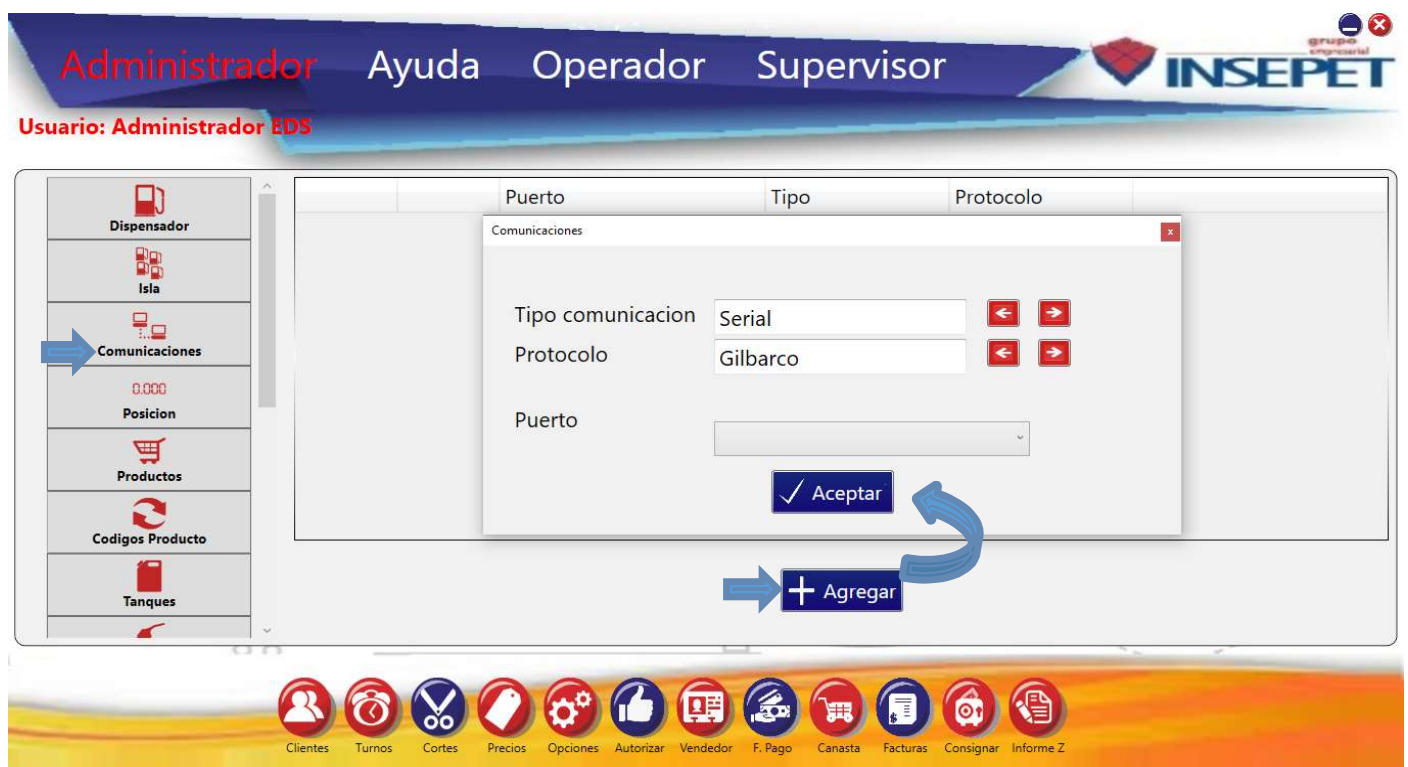 Administrador Ayuda Operador Supervisor
grupo
empresarial
INSEPET
Usuario: Administrador EDS
Dispensador
Isla
Comunicaciones
0.000
Posicion
Productos
Codigos Producto
Tanques
Puerto Tipo Protocolo
Comunicaciones
x
Tipo comunicacion Serial
Protocolo Gilbarco
Puerto
Aceptar
Agregar
Clientes Turnos Cortes Precios Opciones Autorizar Vendedor F. Pago Canasta Facturas Consignar Informe Z